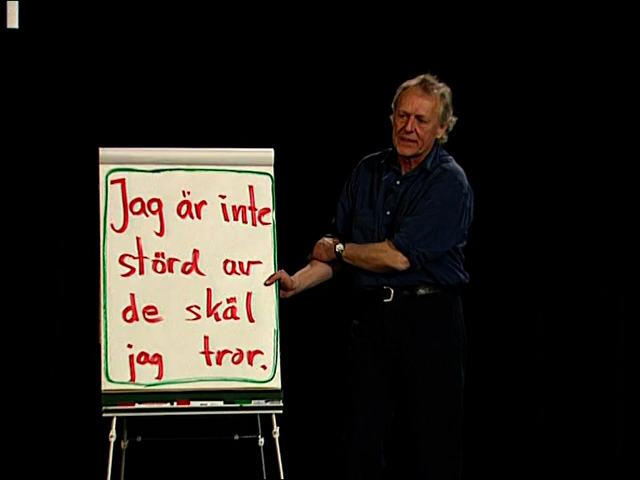 Jag är inte
störd av
de skäl
jag tror.